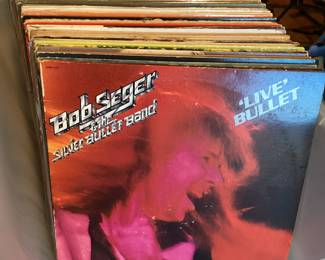 Bob Seger
& The
Silver Bullet Band
'LIVE'
BULLET